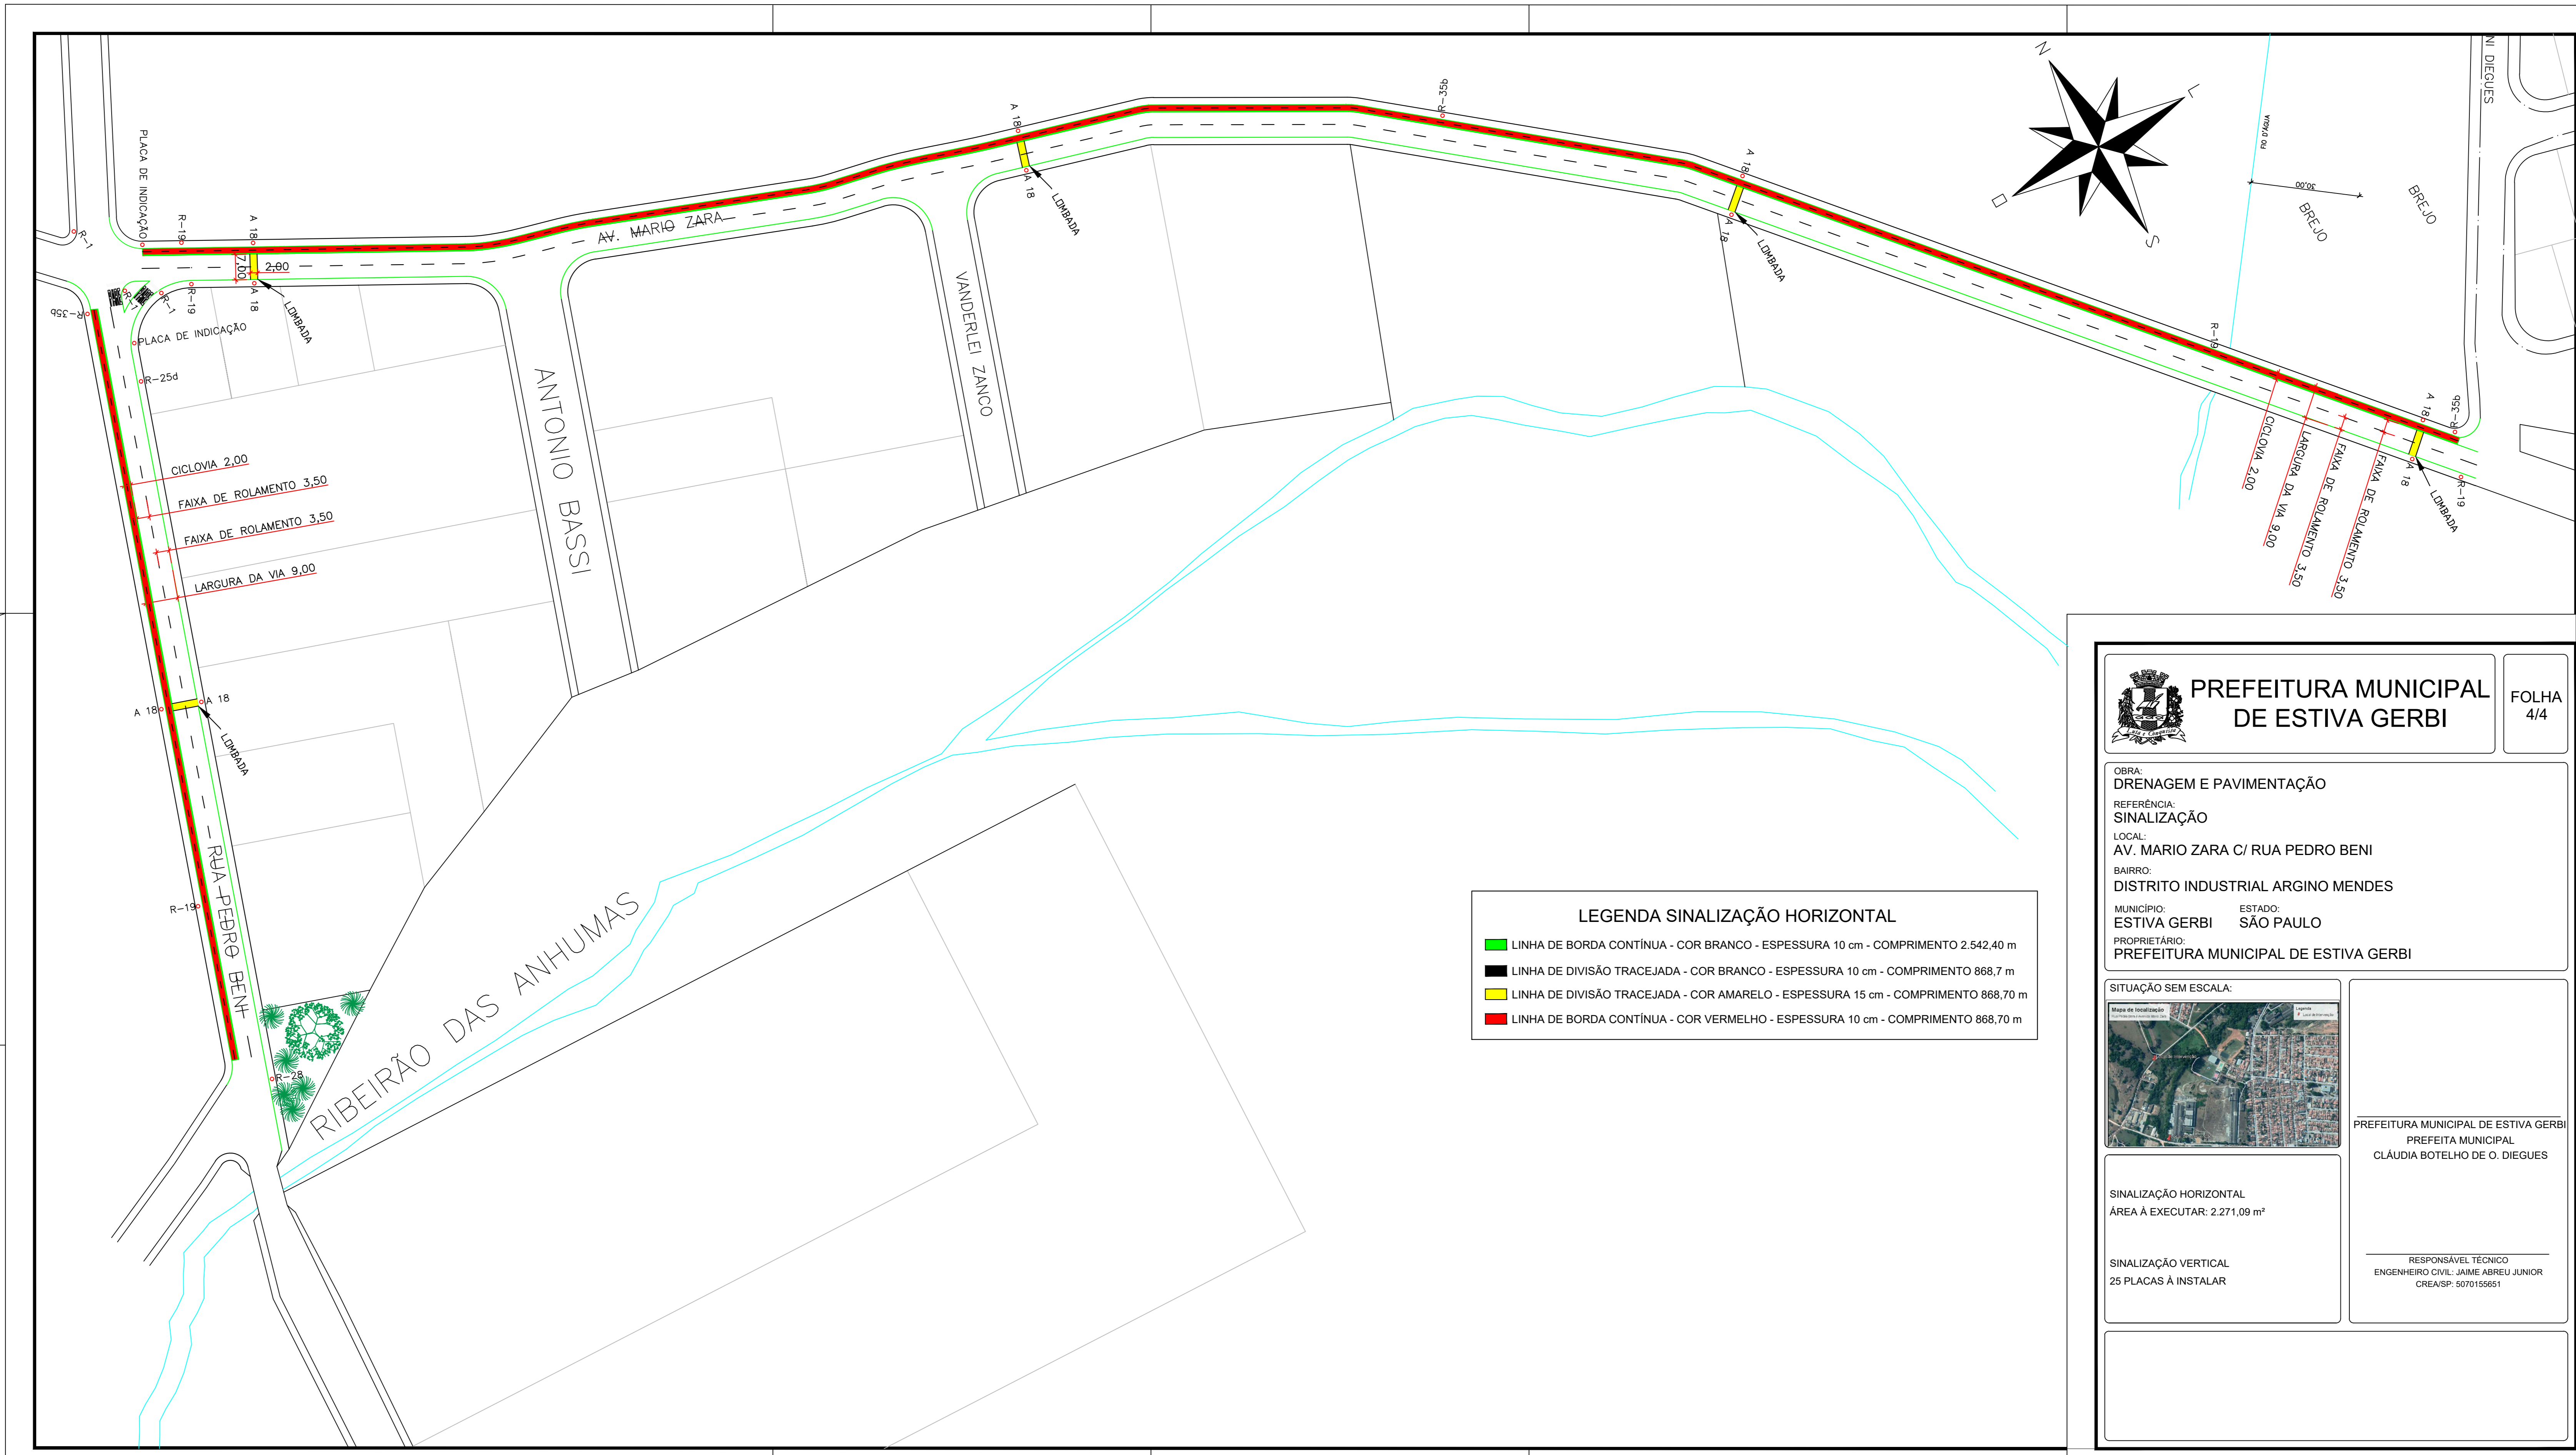 PLACA DE INDICAÇÃO
R-1
R-19
A 18
7,00
2,00
LOMBADA
R-1
R-1
R-19
A 18
R-35b
PLACA DE INDICAÇÃO
R-25d
AV. MARIO ZARA
ANTONIO BASSI
VANDERLEI ZANCO
A 18
A 18
LOMBADA
R-35b
A 18
A 18
LOMBADA
N
L
S
O
FIO D'AGUA
30,00
BREJO
BREJO
NI DIEGUES
R-19
A 18
R-35b
A 18
R-19
LOMBADA
CICLOVIA 2,00
LARGURA DA VIA 9,00
FAIXA DE ROLAMENTO 3,50
FAIXA DE ROLAMENTO 3,50
CICLOVIA 2,00
FAIXA DE ROLAMENTO 3,50
FAIXA DE ROLAMENTO 3,50
LARGURA DA VIA 9,00
A 18
A 18
LOMBADA
R-19
RUA PEDRO BENI
R-28
RIBEIRÃO DAS ANHUMAS
LEGENDA SINALIZAÇÃO HORIZONTAL
LINHA DE BORDA CONTÍNUA - COR BRANCO - ESPESSURA 10 cm - COMPRIMENTO 2.542,40 m
LINHA DE DIVISÃO TRACEJADA - COR BRANCO - ESPESSURA 10 cm - COMPRIMENTO 868,7 m
LINHA DE DIVISÃO TRACEJADA - COR AMARELO - ESPESSURA 15 cm - COMPRIMENTO 868,70 m
LINHA DE BORDA CONTÍNUA - COR VERMELHO - ESPESSURA 10 cm - COMPRIMENTO 868,70 m
PREFEITURA MUNICIPAL
DE ESTIVA GERBI
FOLHA
4/4
OBRA:
DRENAGEM E PAVIMENTAÇÃO
REFERÊNCIA:
SINALIZAÇÃO
LOCAL:
AV. MARIO ZARA C/ RUA PEDRO BENI
BAIRRO:
DISTRITO INDUSTRIAL ARGINO MENDES
MUNICÍPIO: ESTADO:
ESTIVA GERBI SÃO PAULO
PROPRIETÁRIO:
PREFEITURA MUNICIPAL DE ESTIVA GERBI
SITUAÇÃO SEM ESCALA:
Mapa de localização
Legenda
SINALIZAÇÃO HORIZONTAL
ÁREA À EXECUTAR: 2.271,09 m²
SINALIZAÇÃO VERTICAL
25 PLACAS À INSTALAR
PREFEITURA MUNICIPAL DE ESTIVA GERBI
PREFEITA MUNICIPAL
CLÁUDIA BOTELHO DE O. DIEGUES
RESPONSÁVEL TÉCNICO
ENGENHEIRO CIVIL: JAIME ABREU JUNIOR
CREA/SP: 5070155651